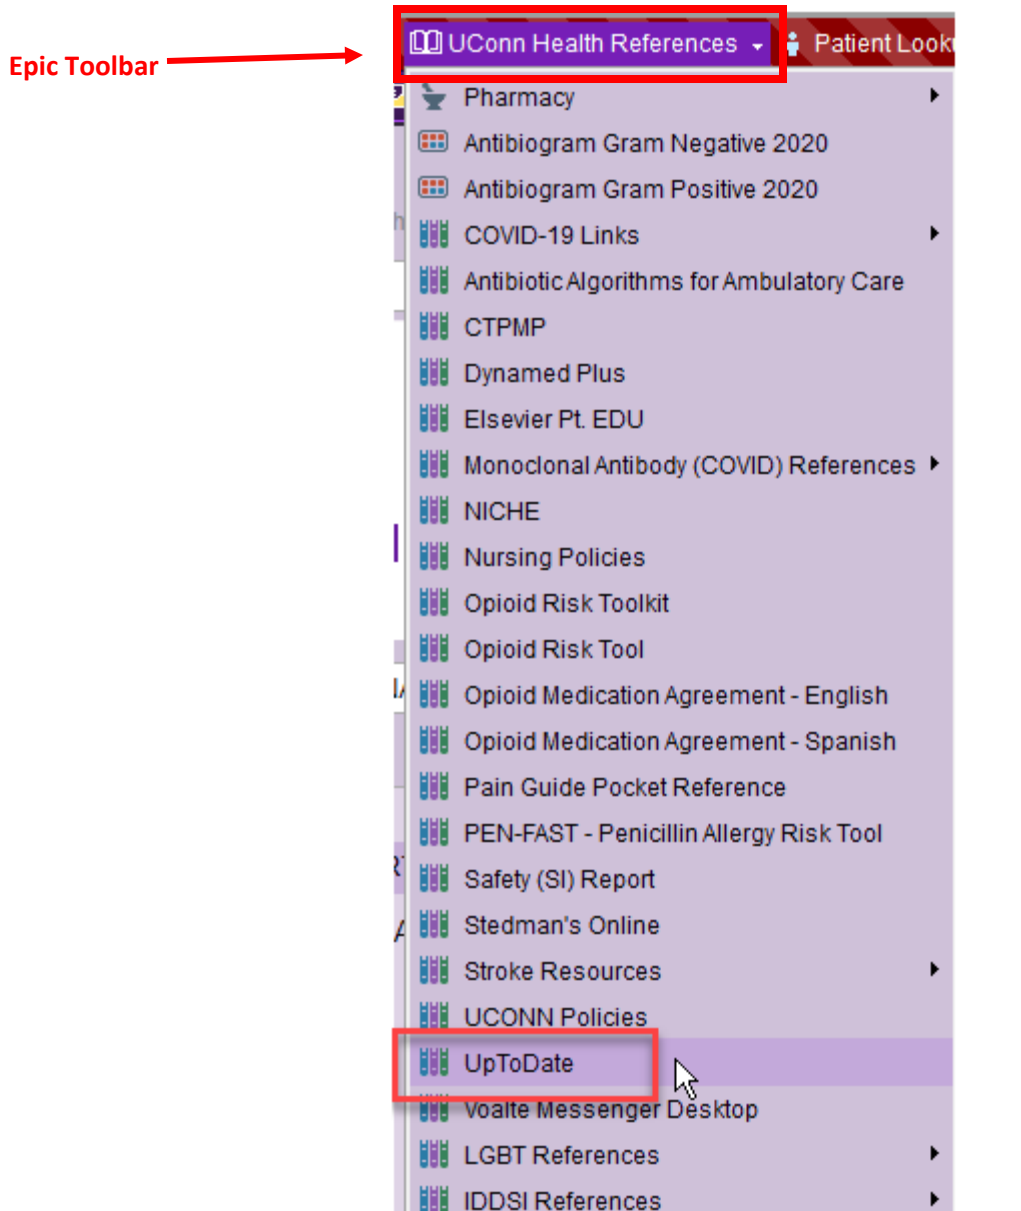 UConn Health References
Patient Look
Epic Toolbar
Pharmacy
Antibiogram Gram Negative 2020
Antibiogram Gram Positive 2020
COVID-19 Links
Antibiotic Algorithms for Ambulatory Care
CTPMP
Dynamed Plus
Elsevier Pt. EDU
Monoclonal Antibody (COVID) References
NICHE
Nursing Policies
Opioid Risk Toolkit
Opioid Risk Tool
Opioid Medication Agreement - English
Opioid Medication Agreement - Spanish
Pain Guide Pocket Reference
PEN-FAST - Penicillin Allergy Risk Tool
Safety (SI) Report
Stedman's Online
Stroke Resources
UCONN Policies
UpToDate
Voalte Messenger Desktop
LGBT References
IDDSI References